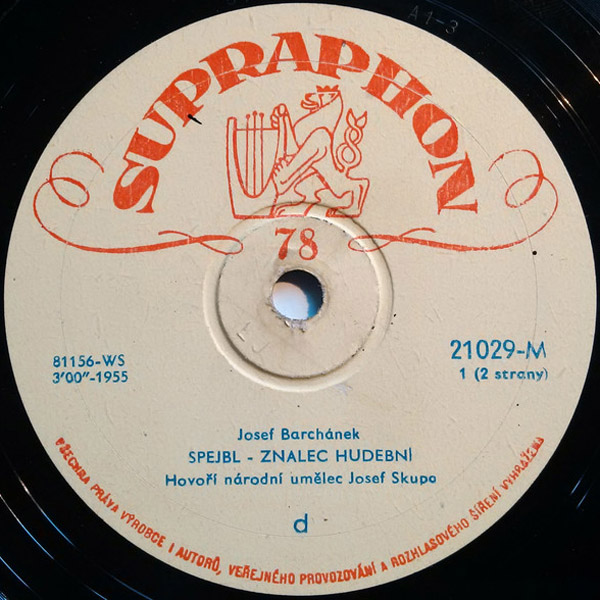 A1-3
SUPRAPHON
78
81156-WS
3'00"-1955
21029-M
1 (2 strany)
Josef Barchánek
SPEJBL - ZNALEC HUDEBNÍ
Hovoří národní umělec Josef Skupa
d
VŠECHNA PRÁVA VÝROBCE I AUTORŮ, VEŘEJNÉHO PROVOZOVÁNÍ A ROZHLASOVÉHO ŠÍŘENÍ VYHRAŽENA